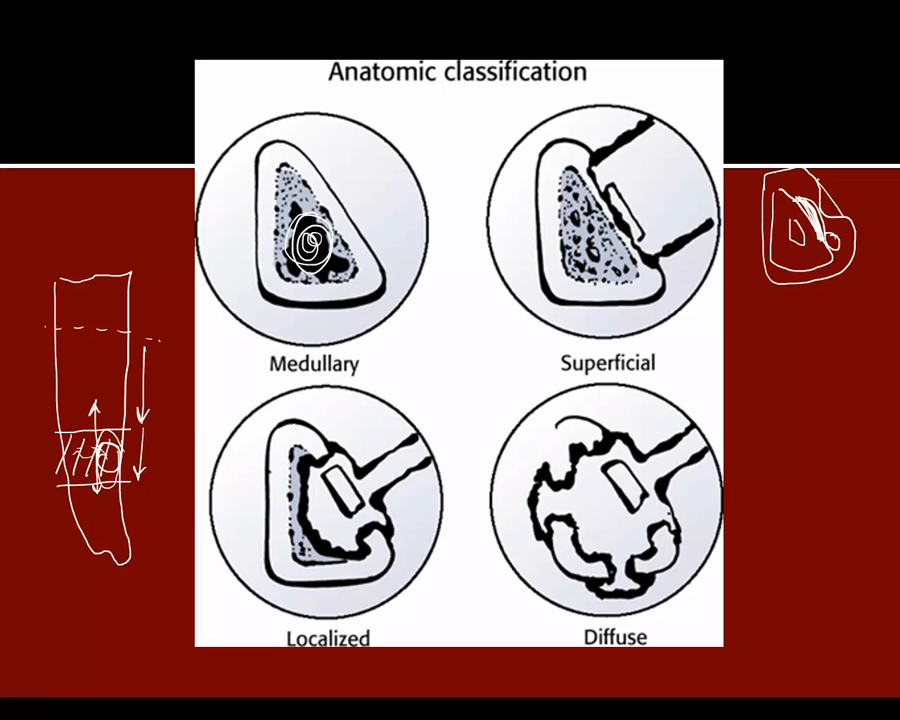 Anatomic classification
Medullary
Superficial
Localized
Diffuse